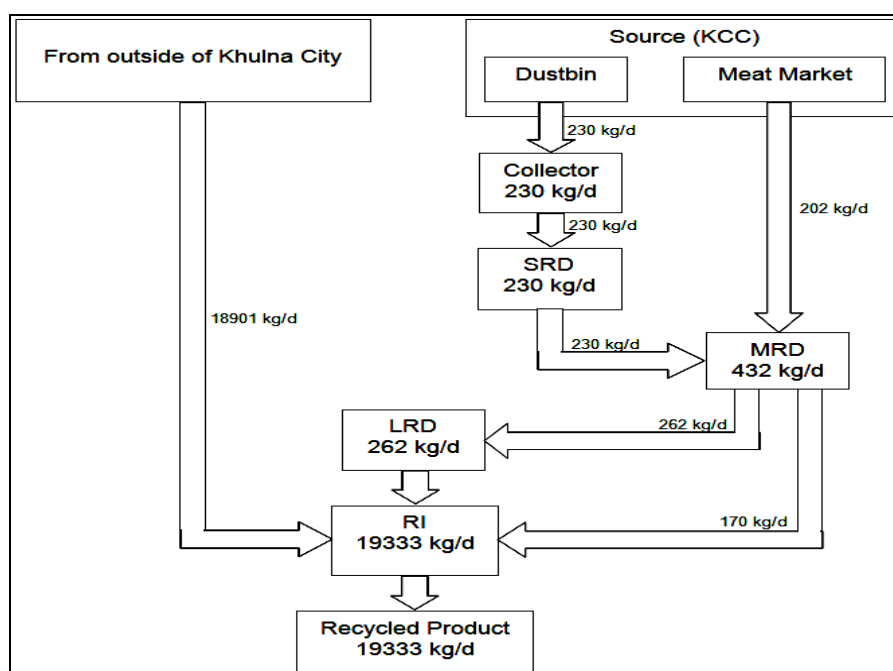 From outside of Khulna City
Source (KCC)
Dustbin
Meat Market
230 kg/d
Collector
230 kg/d
202 kg/d
230 kg/d
SRD
230 kg/d
18901 kg/d
230 kg/d
MRD
432 kg/d
LRD
262 kg/d
262 kg/d
RI
19333 kg/d
170 kg/d
Recycled Product
19333 kg/d